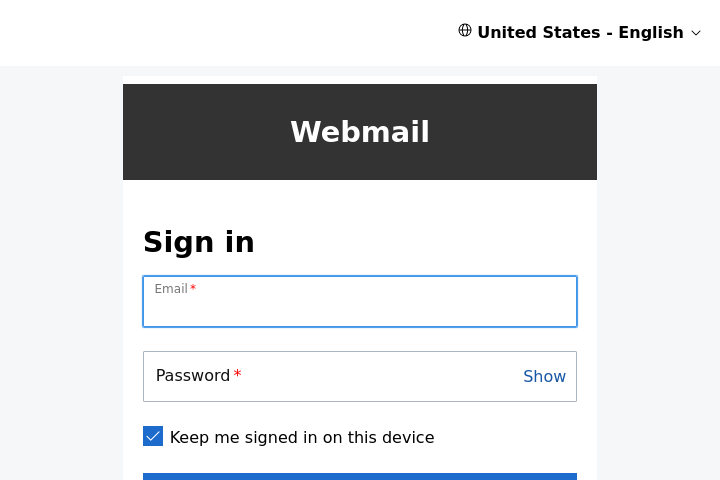 United States - English
Webmail
Sign in
Email *
Password *
Show
Keep me signed in on this device